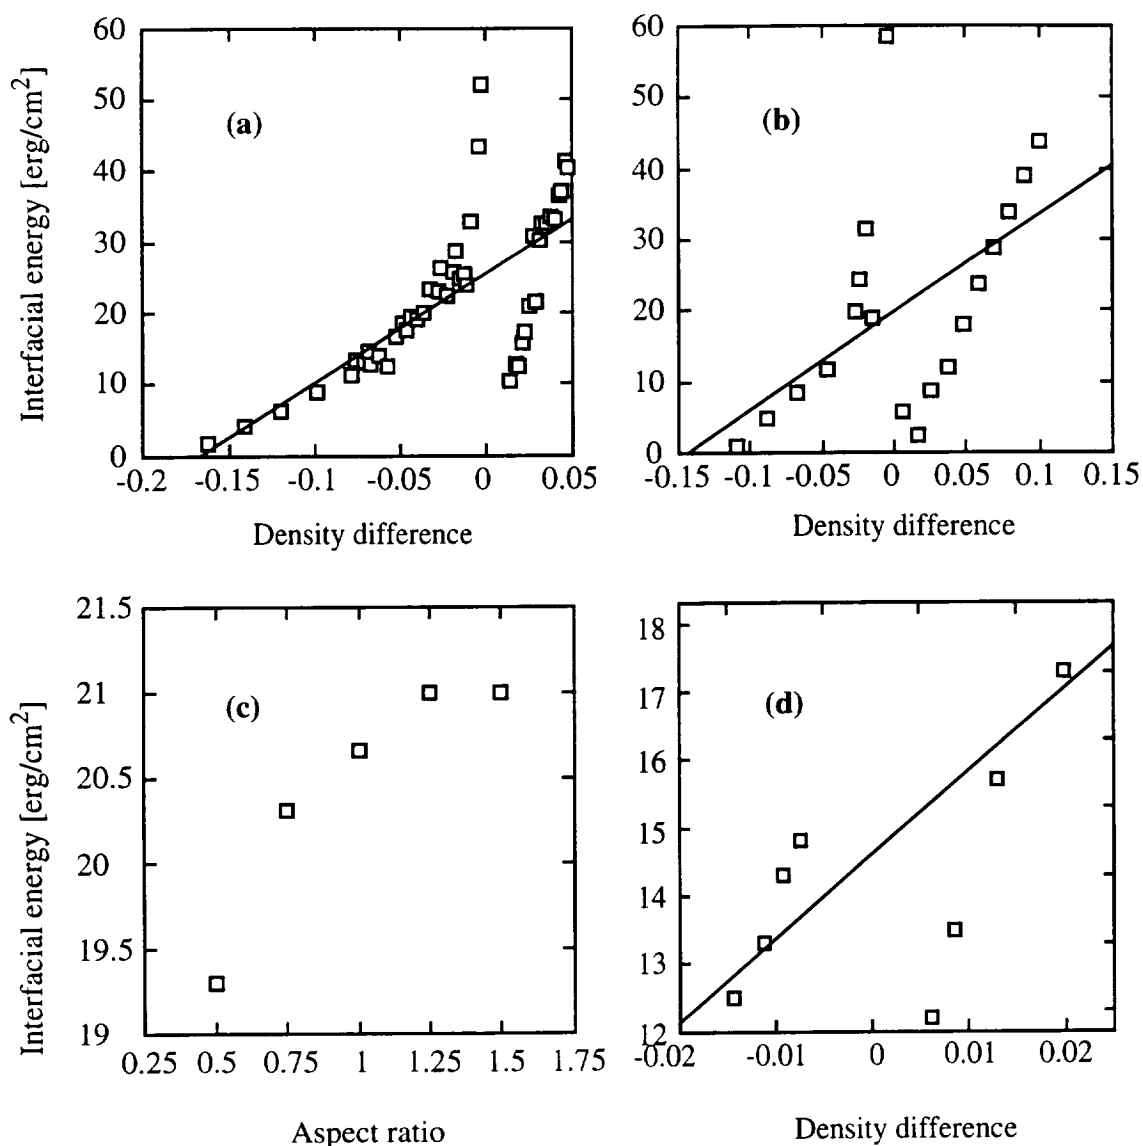 60
50
40
30
20
10
0
Interfacial energy [erg/cm²]
(a)
-0.2 -0.1 -0.05 0 0.05
Density difference
60
50
40
30
20
10
0
(b)
-0.15 -0.1 -0.05 0 0.05 0.1 0.15
Density difference
21.5
21
20.5
20
19.5
19
Interfacial energy [erg/cm²]
(c)
0.25 0.5 0.75 1 1.25 1.5 1.75
Aspect ratio
18
17
16
15
14
13
12
(d)
-0.02 -0.01 0 0.01 0.02
Density difference